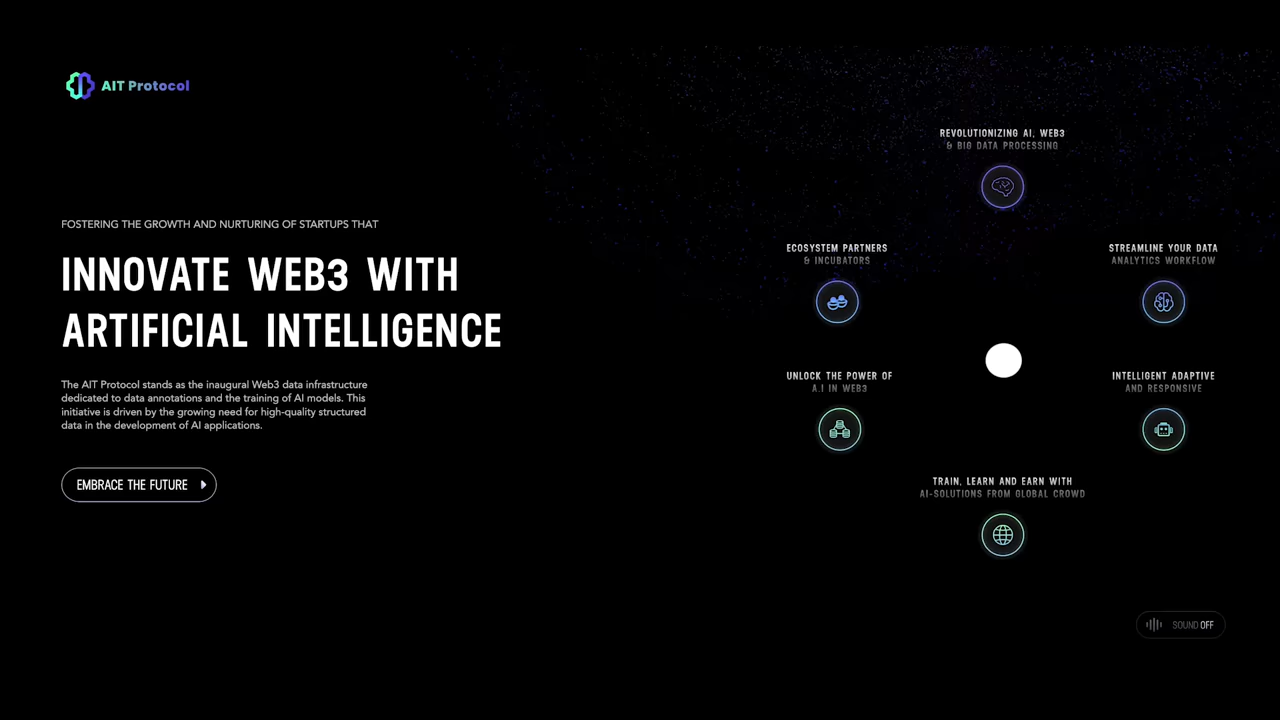 AIT Protocol
FOSTERING THE GROWTH AND NURTURING OF STARTUPS THAT
INNOVATE WEB3 WITH
ARTIFICIAL INTELLIGENCE
The AIT Protocol stands as the inaugural Web3 data infrastructure
dedicated to data annotations and the training of AI models. This
initiative is driven by the growing need for high-quality structured
data in the development of AI applications.
EMBRACE THE FUTURE
REVOLUTIONIZING AI, WEB3
& BIG DATA PROCESSING
ECOSYSTEM PARTNERS
& INCUBATORS
STREAMLINE YOUR DATA
ANALYTICS WORKFLOW
UNLOCK THE POWER OF
A.I IN WEB3
INTELLIGENT ADAPTIVE
AND RESPONSIVE
TRAIN, LEARN AND EARN WITH
AI-SOLUTIONS FROM GLOBAL CROWD
SOUND OFF